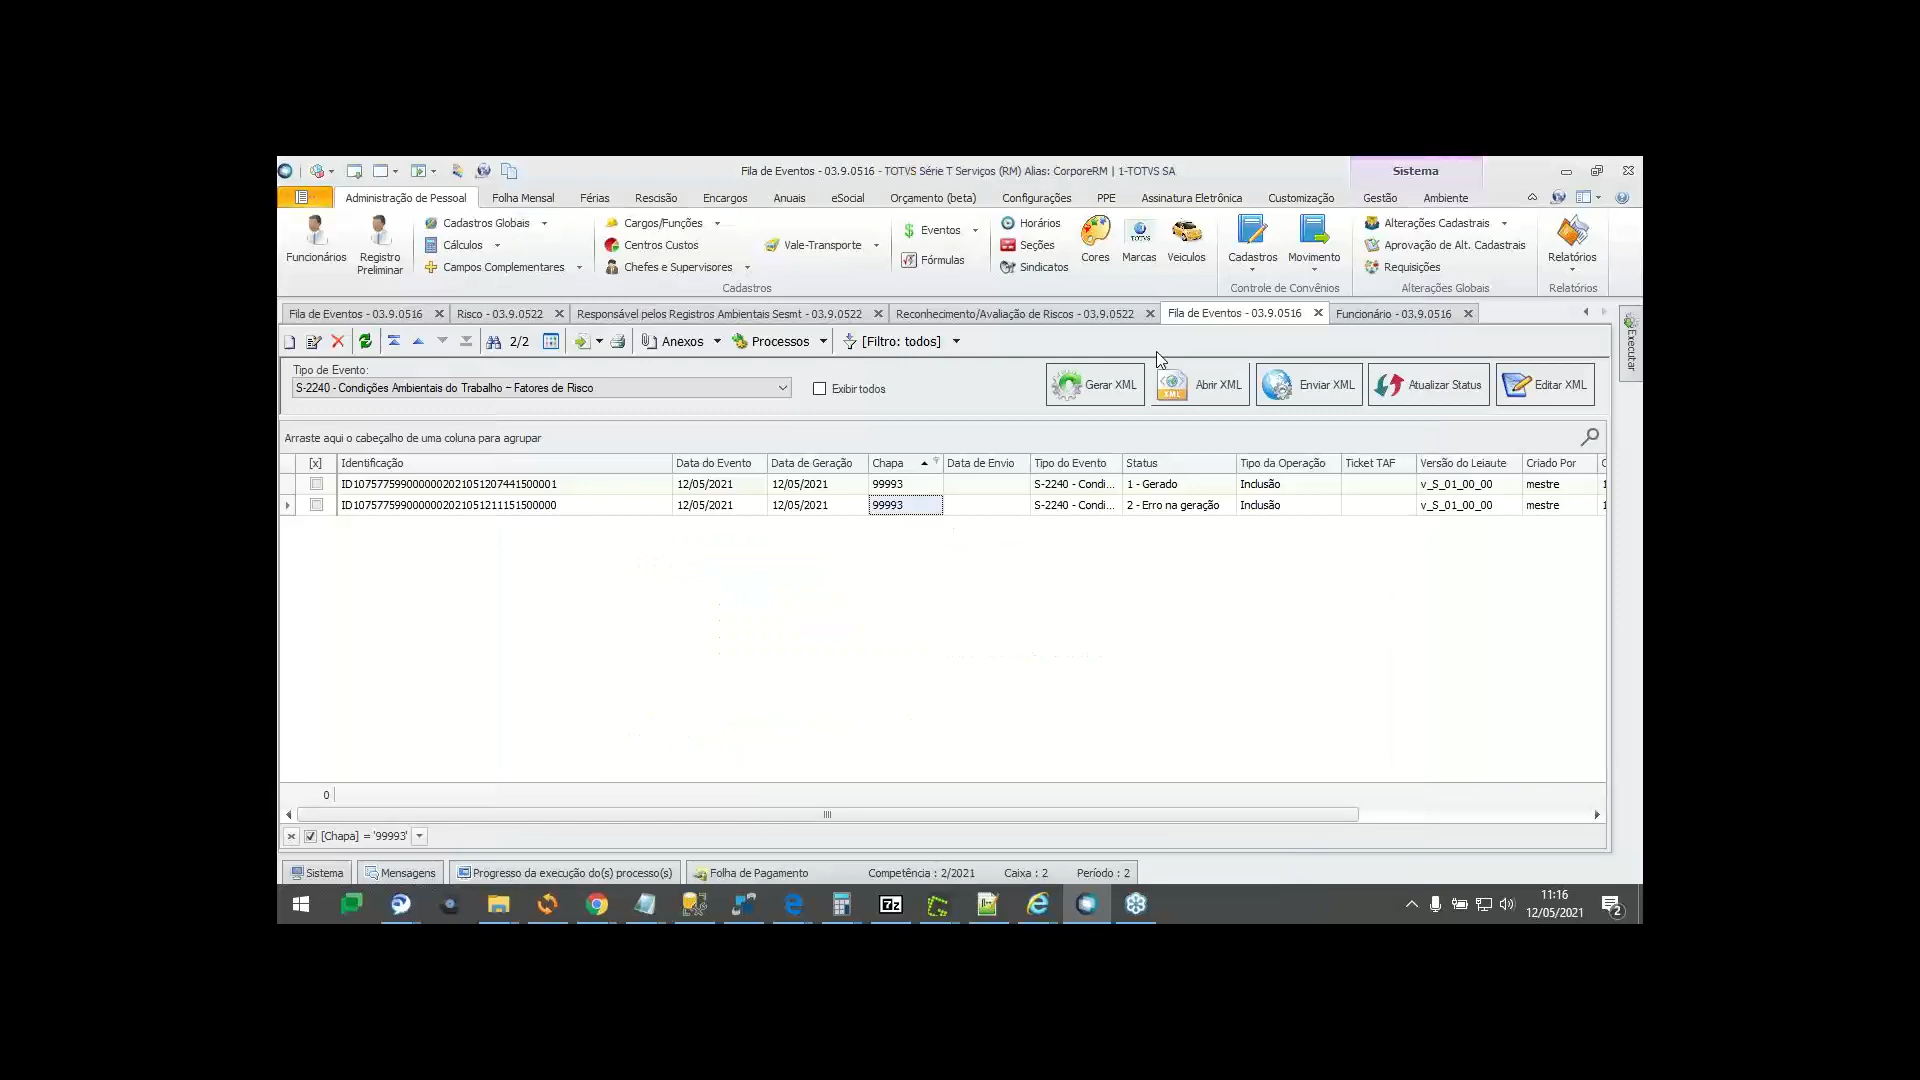 Fila de Eventos - 03.9.0516 - TOTVS Série T Serviços (RM) Alias: CorporeRM | 1-TOTVS SA
Sistema
Administração de Pessoal
Folha Mensal
Férias
Rescisão
Encargos
Anuais
eSocial
Orçamento (beta)
Configurações
PPE
Assinatura Eletrônica
Customização
Gestão
Ambiente
Funcionários
Registro
Preliminar
Cadastros Globais
Cálculos
Campos Complementares
Cargos/Funções
Centros Custos
Chefes e Supervisores
Vale-Transporte
Cadastros
Eventos
Fórmulas
Horários
Seções
Sindicatos
Cores
TOTVS
Marcas
Veiculos
Cadastros
Movimento
Controle de Convênios
Alterações Cadastrais
Aprovação de Alt. Cadastrais
Requisições
Alterações Globais
Relatórios
Relatórios
Fila de Eventos - 03.9.0516
Risco - 03.9.0522
Responsável pelos Registros Ambientais Sesmt - 03.9.0522
Reconhecimento/Avaliação de Riscos - 03.9.0522
Fila de Eventos - 03.9.0516
Funcionário - 03.9.0516
Executar
2/2
Anexos
Processos
[Filtro: todos]
Tipo de Evento:
S-2240 - Condições Ambientais do Trabalho – Fatores de Risco
Exibir todos
Gerar XML
XML
Abrir XML
Enviar XML
Atualizar Status
Editar XML
Arraste aqui o cabeçalho de uma coluna para agrupar
[x] Identificação Data do Evento Data de Geração Chapa Data de Envio Tipo do Evento Status Tipo da Operação Ticket TAF Versão do Leiaute Criado Por
ID1075775990000002021051207441500001 12/05/2021 12/05/2021 99993 S-2240 - Condi... 1 - Gerado Inclusão v_S_01_00_00 mestre
ID1075775990000002021051211151500000 12/05/2021 12/05/2021 99993 S-2240 - Condi... 2 - Erro na geração Inclusão v_S_01_00_00 mestre
0
[Chapa] = '99993'
Sistema
Mensagens
Progresso da execução do(s) processo(s)
Folha de Pagamento
Competência : 2/2021
Caixa : 2
Período : 2
7z
11:16
12/05/2021
2